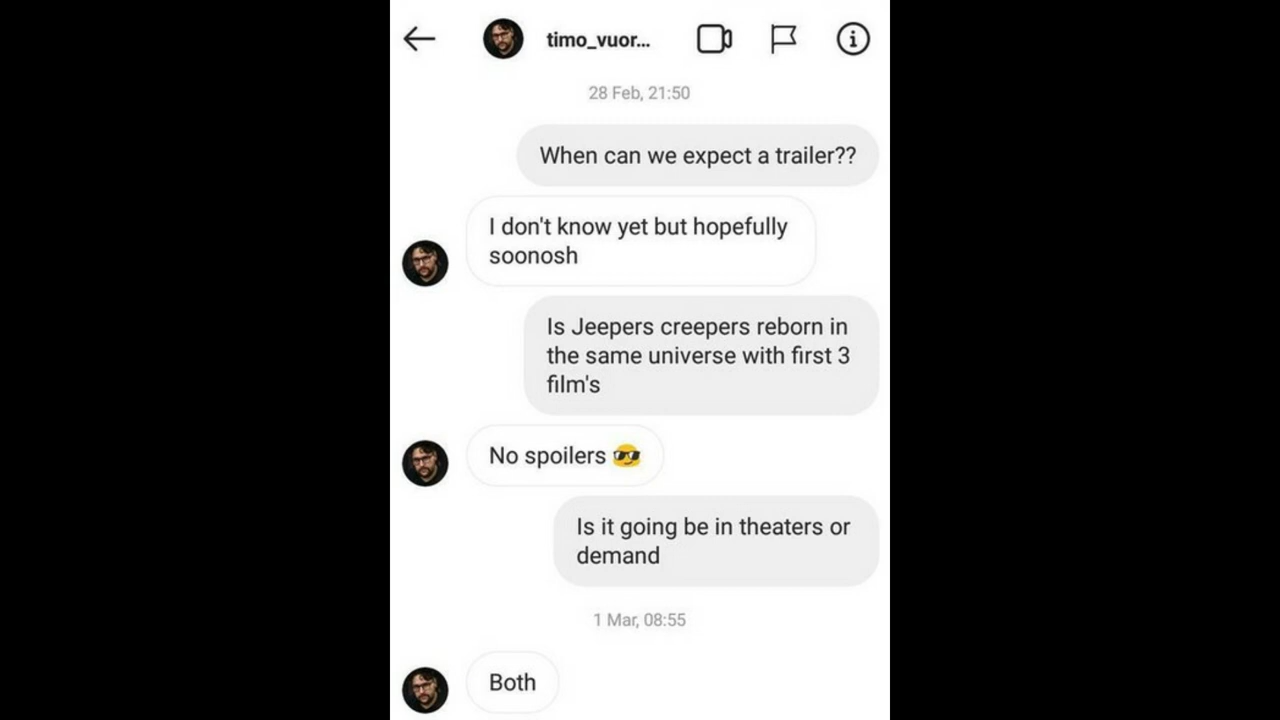 timo_vuor...
28 Feb, 21:50
When can we expect a trailer??
I don't know yet but hopefully
soonosh
Is Jeepers creepers reborn in
the same universe with first 3
film's
No spoilers 😎
Is it going be in theaters or
demand
1 Mar, 08:55
Both